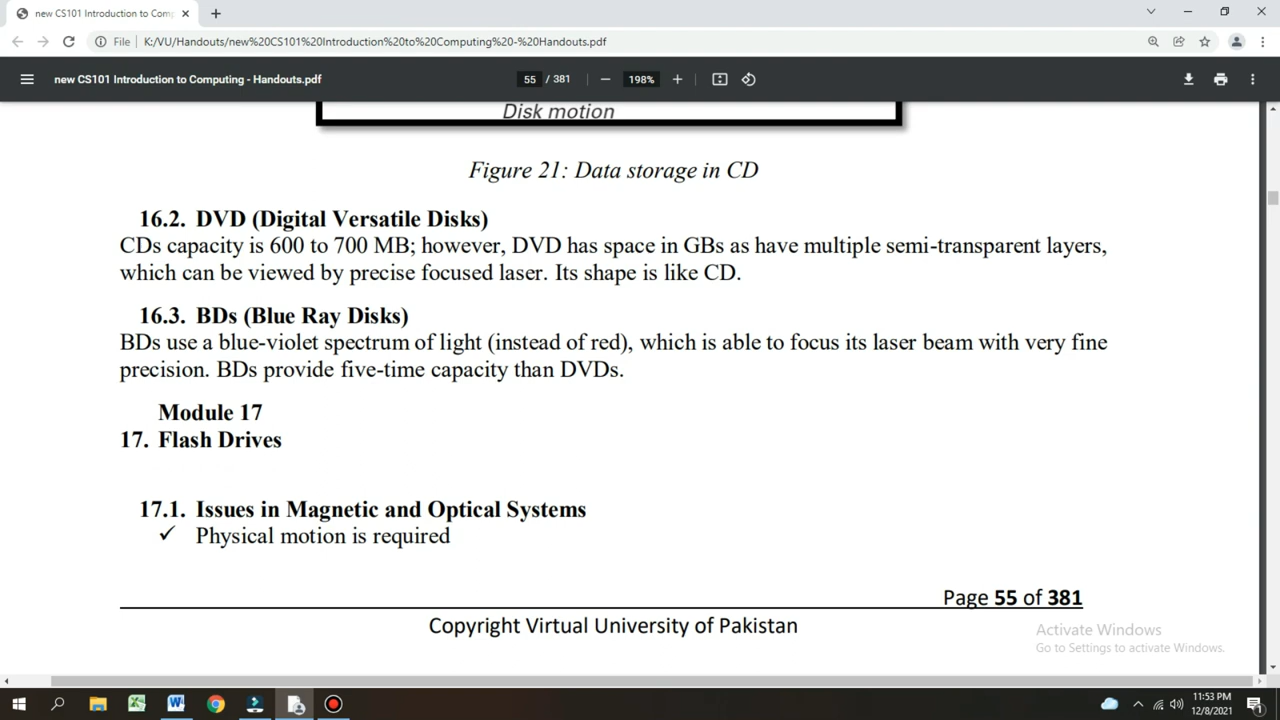 new CS101 Introduction to Comp
File K:/VU/Handouts/new%20CS101%20Introduction%20to%20Computing%20-%20Handouts.pdf
new CS101 Introduction to Computing - Handouts.pdf 55 / 381 198%
Disk motion
Figure 21: Data storage in CD
16.2. DVD (Digital Versatile Disks)
CDs capacity is 600 to 700 MB; however, DVD has space in GBs as have multiple semi-transparent layers,
which can be viewed by precise focused laser. Its shape is like CD.
16.3. BDs (Blue Ray Disks)
BDs use a blue-violet spectrum of light (instead of red), which is able to focus its laser beam with very fine
precision. BDs provide five-time capacity than DVDs.
Module 17
17. Flash Drives
17.1. Issues in Magnetic and Optical Systems
✓ Physical motion is required
Page 55 of 381
Copyright Virtual University of Pakistan
Activate Windows
Go to Settings to activate Windows.
11:53 PM
12/8/2021